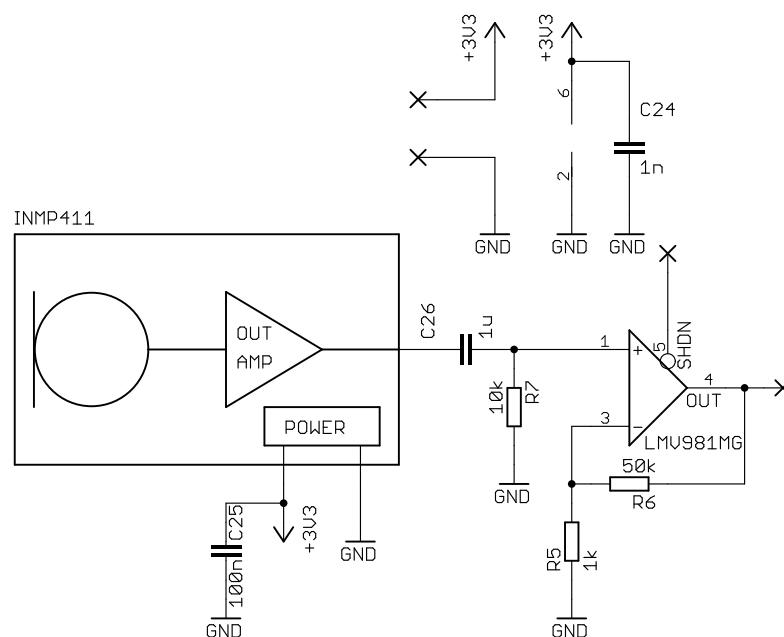 +3V3
+3V3
6
C24
2
1n
GND
GND
GND
INMP411
OUT
AMP
POWER
C26
1u
10k
R7
GND
1
3
5
SHDN
4
OUT
LMV981MG
50k
R6
R5
1k
GND
C25
100n
GND
+3V3
GND